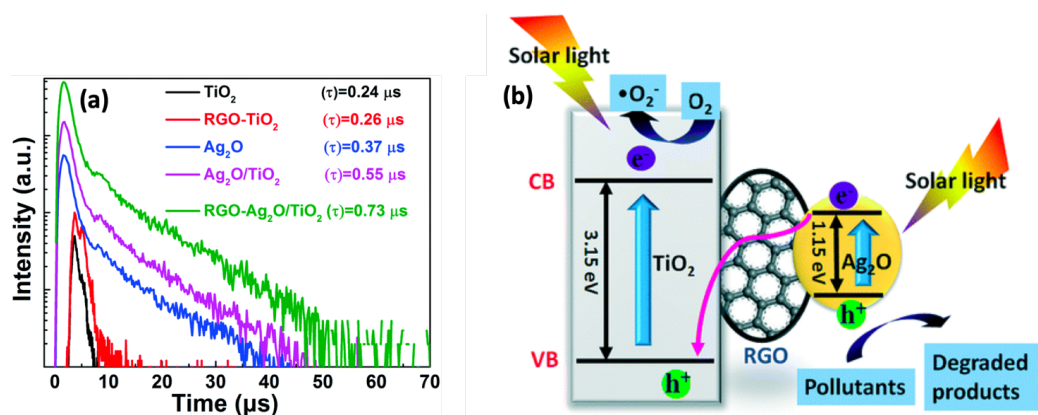 (a)
TiO₂ (τ)=0.24 μs
RGO-TiO₂ (τ)=0.26 μs
Ag₂O (τ)=0.37 μs
Ag₂O/TiO₂ (τ)=0.55 μs
RGO-Ag₂O/TiO₂ (τ)=0.73 μs
Intensity (a.u.)
0 10 20 30 40 50 60 70
Time (μs)
(b)
Solar light
•O₂⁻
O₂
e⁻
CB
Solar light
e⁻
3.15 eV
TiO₂
1.15 eV
Ag₂O
h⁺
VB
RGO
h⁺
Pollutants
Degraded
products